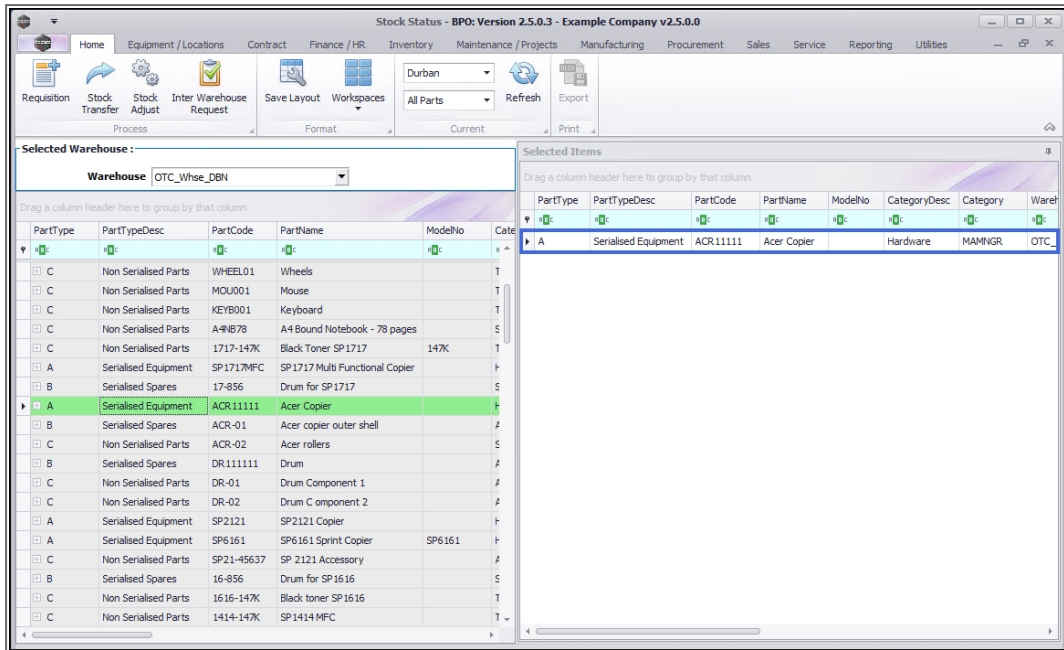 Stock Status - BPO: Version 2.5.0.3 - Example Company v2.5.0.0
Home Equipment / Locations Contract Finance / HR Inventory Maintenance / Projects Manufacturing Procurement Sales Service Reporting Utilities
Requisition Stock Transfer Stock Adjust Inter Warehouse Request Save Layout Workspaces Durban All Parts Refresh Export
Process Format Current Print
Selected Warehouse :
Warehouse OTC_Whse_DBN
Drag a column header here to group by that column
PartType PartTypeDesc PartCode PartName ModelNo Cate
C Non Serialised Parts WHEEL01 Wheels T
C Non Serialised Parts MOU001 Mouse T
C Non Serialised Parts KEYB001 Keyboard T
C Non Serialised Parts A4NB78 A4 Bound Notebook - 78 pages S
C Non Serialised Parts 1717-147K Black Toner SP1717 147K T
A Serialised Equipment SP1717MFC SP1717 Multi Functional Copier H
B Serialised Spares 17-856 Drum for SP1717 S
A Serialised Equipment ACR11111 Acer Copier H
B Serialised Spares ACR-01 Acer copier outer shell A
C Non Serialised Parts ACR-02 Acer rollers S
B Serialised Spares DR111111 Drum A
C Non Serialised Parts DR-01 Drum Component 1 A
C Non Serialised Parts DR-02 Drum C omponent 2 A
A Serialised Equipment SP2121 SP2121 Copier H
A Serialised Equipment SP6161 SP6161 Sprint Copier SP6161 H
C Non Serialised Parts SP21-45637 SP 2121 Accessory A
B Serialised Spares 16-856 Drum for SP1616 S
C Non Serialised Parts 1616-147K Black toner SP1616 T
C Non Serialised Parts 1414-147K SP1414 MFC T
Selected Items
Drag a column header here to group by that column
PartType PartTypeDesc PartCode PartName ModelNo CategoryDesc Category Wareh
A Serialised Equipment ACR11111 Acer Copier Hardware MAMNGR OTC_